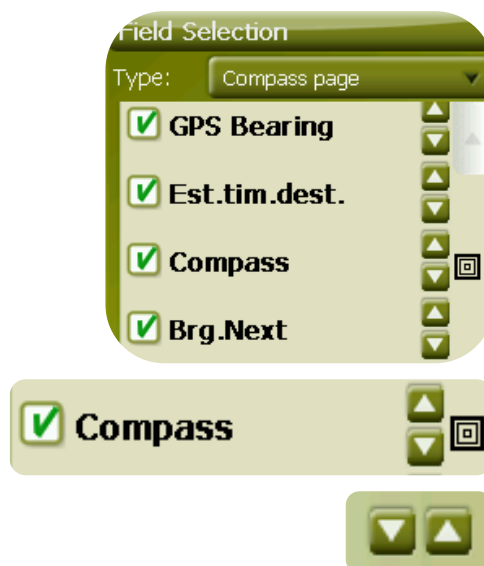 Field Selection
Type: Compass page
GPS Bearing
Est.tim.dest.
Compass
Brg.Next
Compass